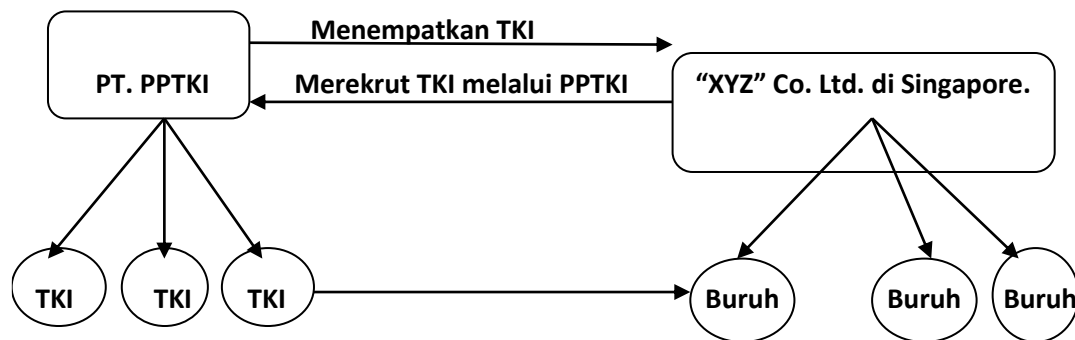 Menempatkan TKI
PT. PPTKI
Merekrut TKI melalui PPTKI
“XYZ” Co. Ltd. di Singapore.
TKI
TKI
TKI
Buruh
Buruh
Buruh